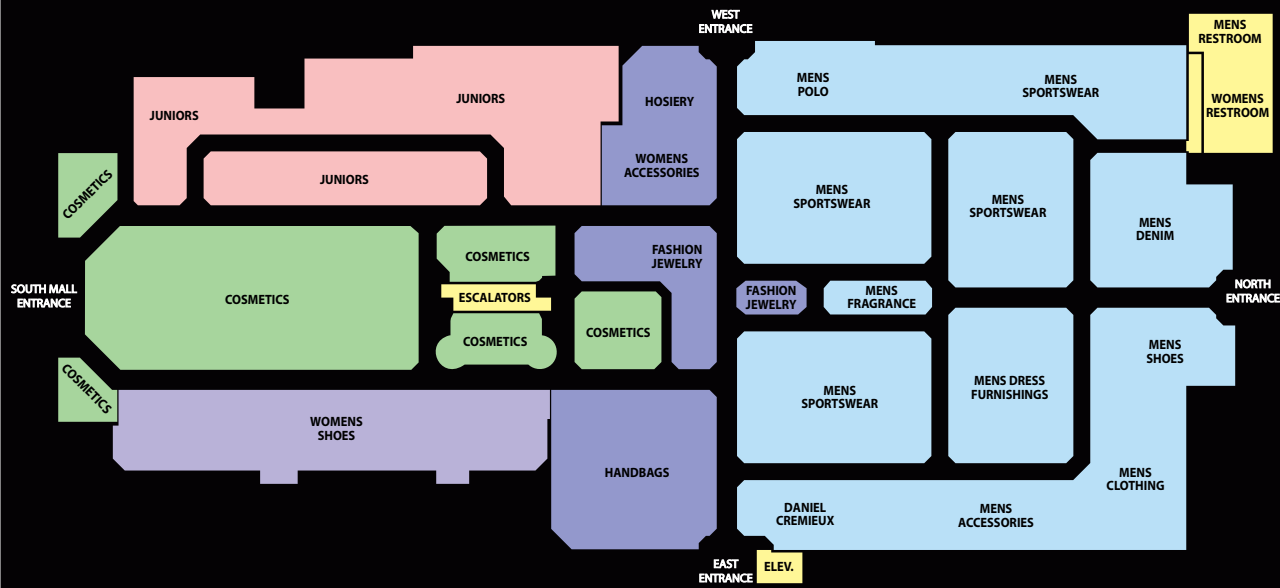 WEST
ENTRANCE
MENS
RESTROOM
WOMENS
RESTROOM
JUNIORS
JUNIORS
JUNIORS
HOSIERY
WOMENS
ACCESSORIES
MENS
POLO
MENS
SPORTSWEAR
MENS
SPORTSWEAR
MENS
SPORTSWEAR
MENS
DENIM
COSMETICS
SOUTH MALL
ENTRANCE
COSMETICS
COSMETICS
ESCALATORS
COSMETICS
FASHION
JEWELRY
COSMETICS
FASHION
JEWELRY
MENS
FRAGRANCE
NORTH
ENTRANCE
COSMETICS
MENS
SPORTSWEAR
MENS DRESS
FURNISHINGS
MENS
SHOES
WOMENS
SHOES
HANDBAGS
MENS
CLOTHING
DANIEL
CREMIEUX
MENS
ACCESSORIES
EAST
ENTRANCE
ELEV.